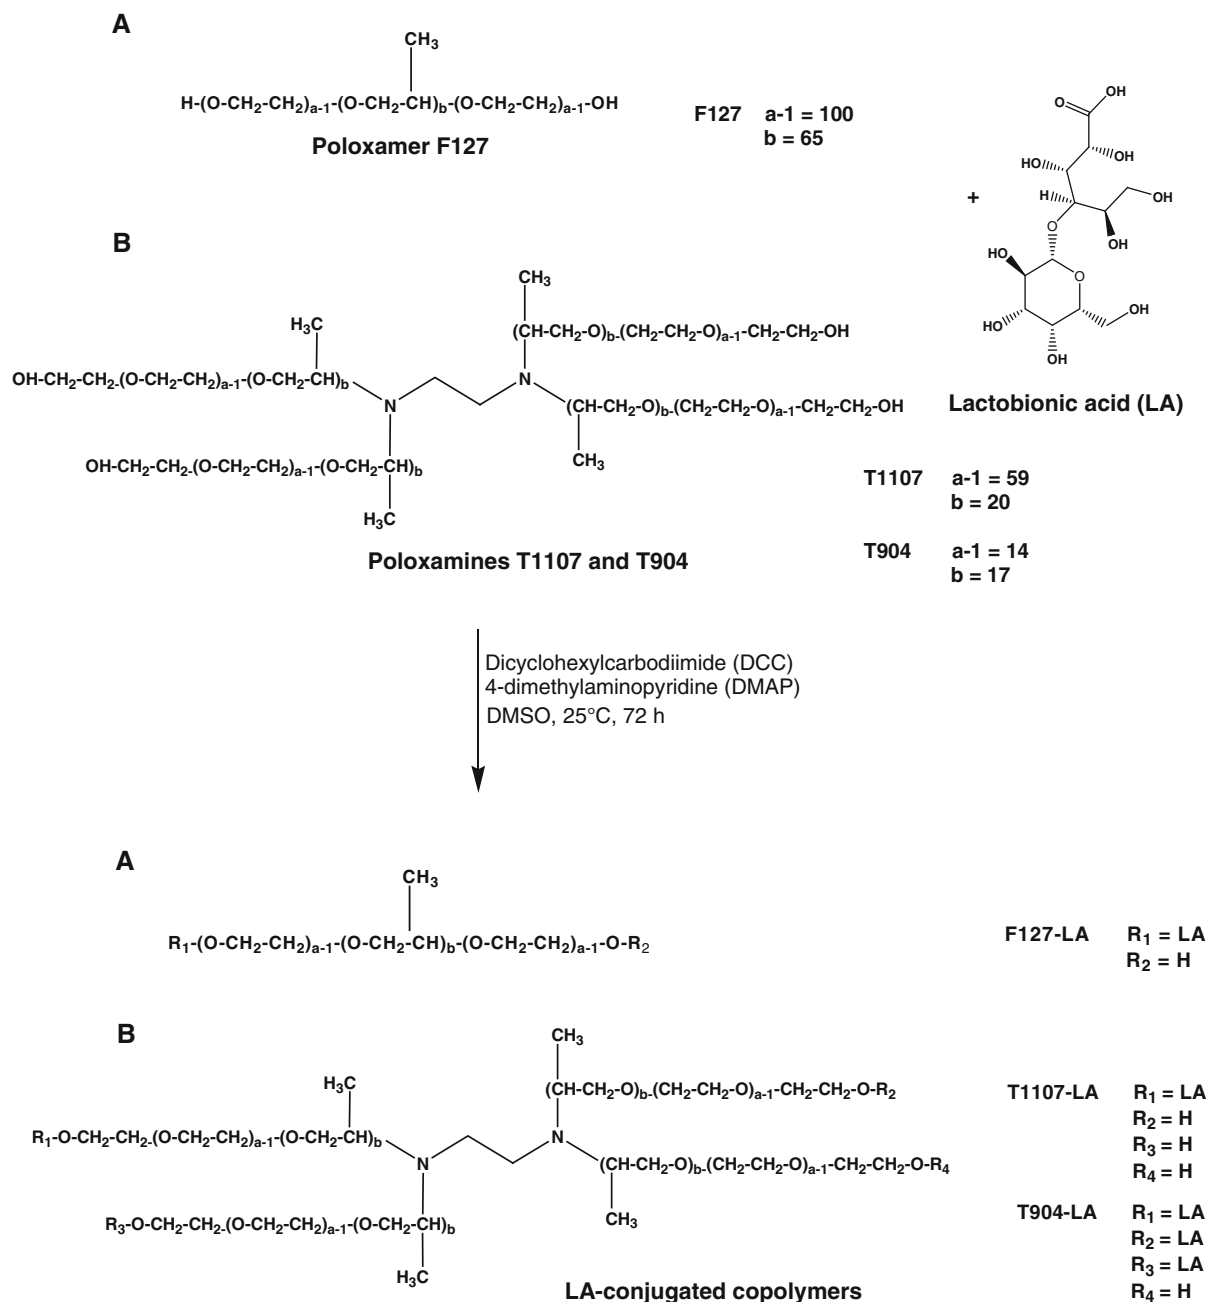 A
CH3
H-(O-CH2-CH2)a-1-(O-CH2-CH)b-(O-CH2-CH2)a-1-OH
Poloxamer F127
F127 a-1 = 100
b = 65
+
O OH
HO OH
H OH
O OH
HO O
HO OH
OH
Lactobionic acid (LA)
B
CH3
H3C (CH-CH2-O)b-(CH2-CH2-O)a-1-CH2-CH2-OH
OH-CH2-CH2-(O-CH2-CH2)a-1-(O-CH2-CH)b N
N (CH-CH2-O)b-(CH2-CH2-O)a-1-CH2-CH2-OH
OH-CH2-CH2-(O-CH2-CH2)a-1-(O-CH2-CH)b CH3
H3C
Poloxamines T1107 and T904
T1107 a-1 = 59
b = 20
T904 a-1 = 14
b = 17
Dicyclohexylcarbodiimide (DCC)
4-dimethylaminopyridine (DMAP)
DMSO, 25°C, 72 h
A
CH3
R1-(O-CH2-CH2)a-1-(O-CH2-CH)b-(O-CH2-CH2)a-1-O-R2
F127-LA R1 = LA
R2 = H
B
CH3
H3C (CH-CH2-O)b-(CH2-CH2-O)a-1-CH2-CH2-O-R2
R1-O-CH2-CH2-(O-CH2-CH2)a-1-(O-CH2-CH)b N
N (CH-CH2-O)b-(CH2-CH2-O)a-1-CH2-CH2-O-R4
R3-O-CH2-CH2-(O-CH2-CH2)a-1-(O-CH2-CH)b CH3
H3C
LA-conjugated copolymers
T1107-LA R1 = LA
R2 = H
R3 = H
R4 = H
T904-LA R1 = LA
R2 = LA
R3 = LA
R4 = H